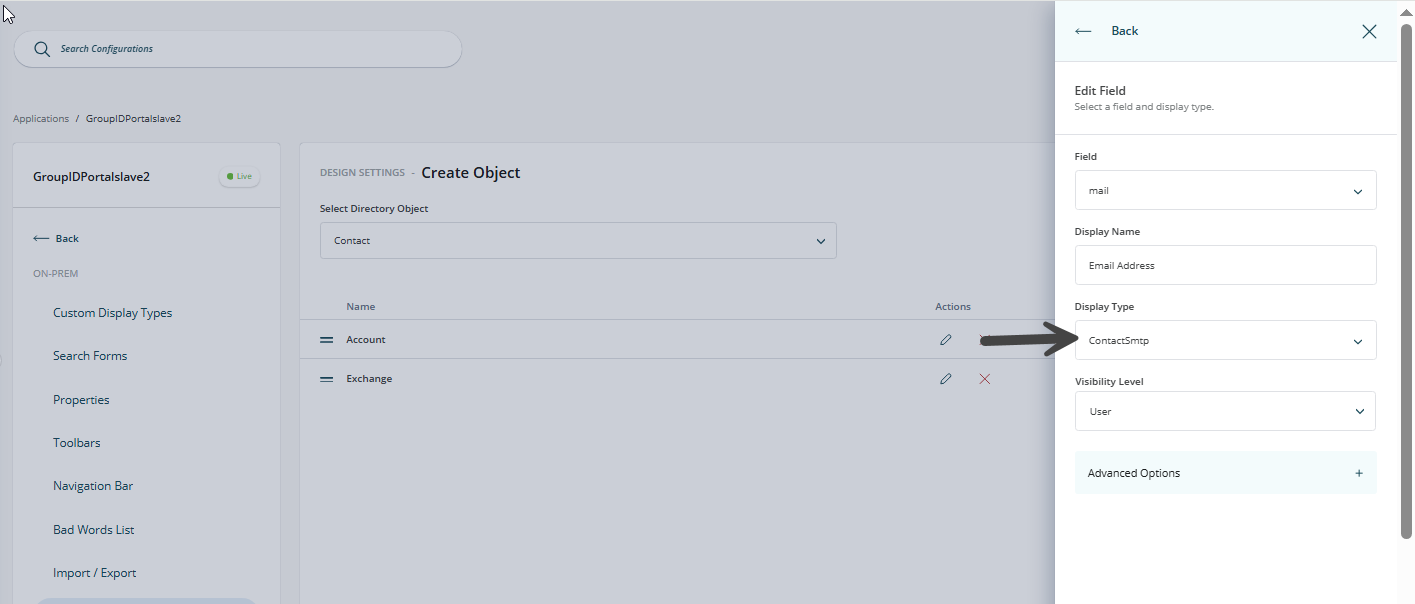 Search Configurations
Applications / GroupIDPortalslave2
GroupIDPortalslave2
Live
Back
ON-PREM
Custom Display Types
Search Forms
Properties
Toolbars
Navigation Bar
Bad Words List
Import / Export
DESIGN SETTINGS - Create Object
Select Directory Object
Contact
Name Actions
Account
Exchange
Back
Edit Field
Select a field and display type.
Field
mail
Display Name
Email Address
Display Type
ContactSmtp
Visibility Level
User
Advanced Options +